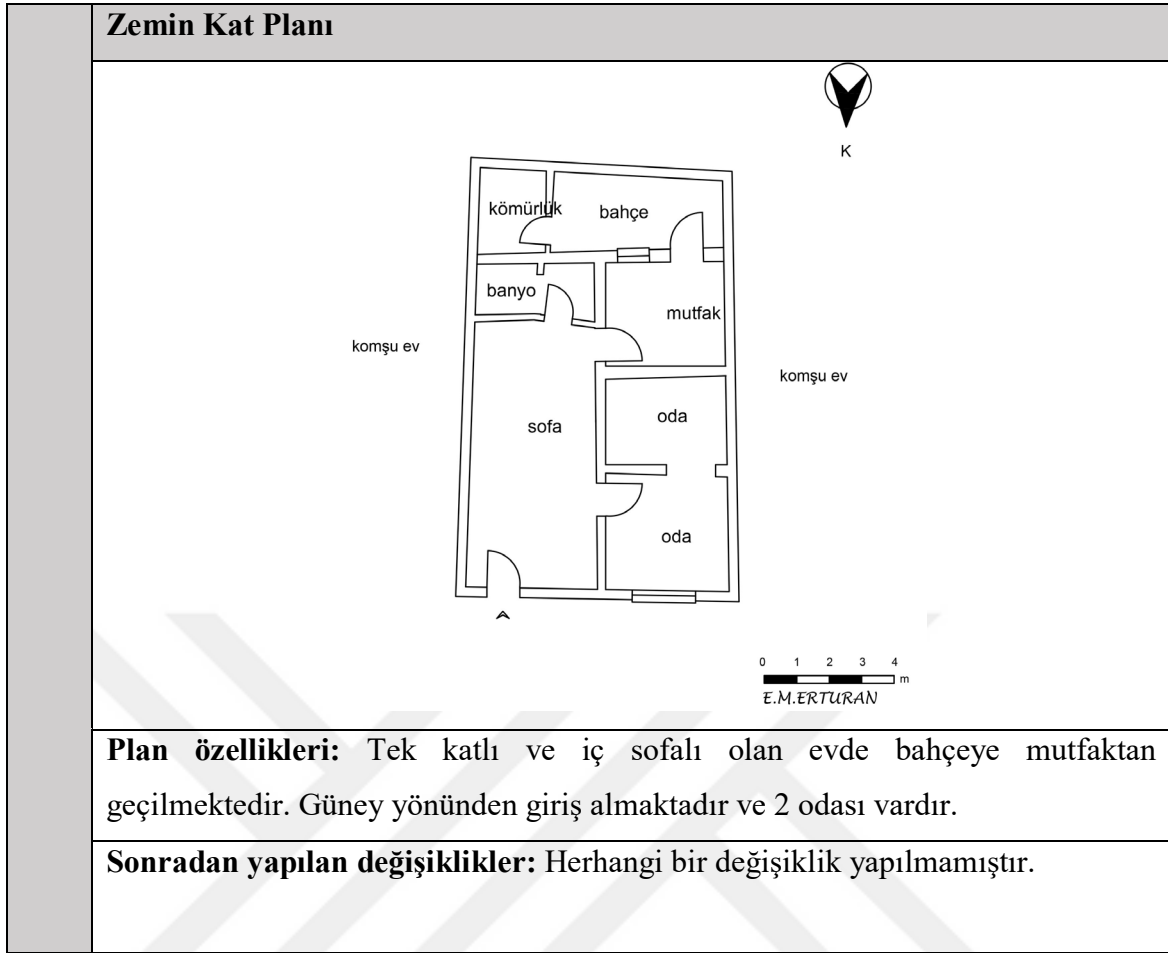 Zemin Kat Planı
K
kömürlük bahçe
banyo
mutfak
komşu ev
komşu ev
oda
sofa
oda
0 1 2 3 4
m
E.M.ERTURAN
Plan özellikleri: Tek katlı ve iç sofalı olan evde bahçeye mutfaktan
geçilmektedir. Güney yönünden giriş almaktadır ve 2 odası vardır.
Sonradan yapılan değişiklikler: Herhangi bir değişiklik yapılmamıştır.